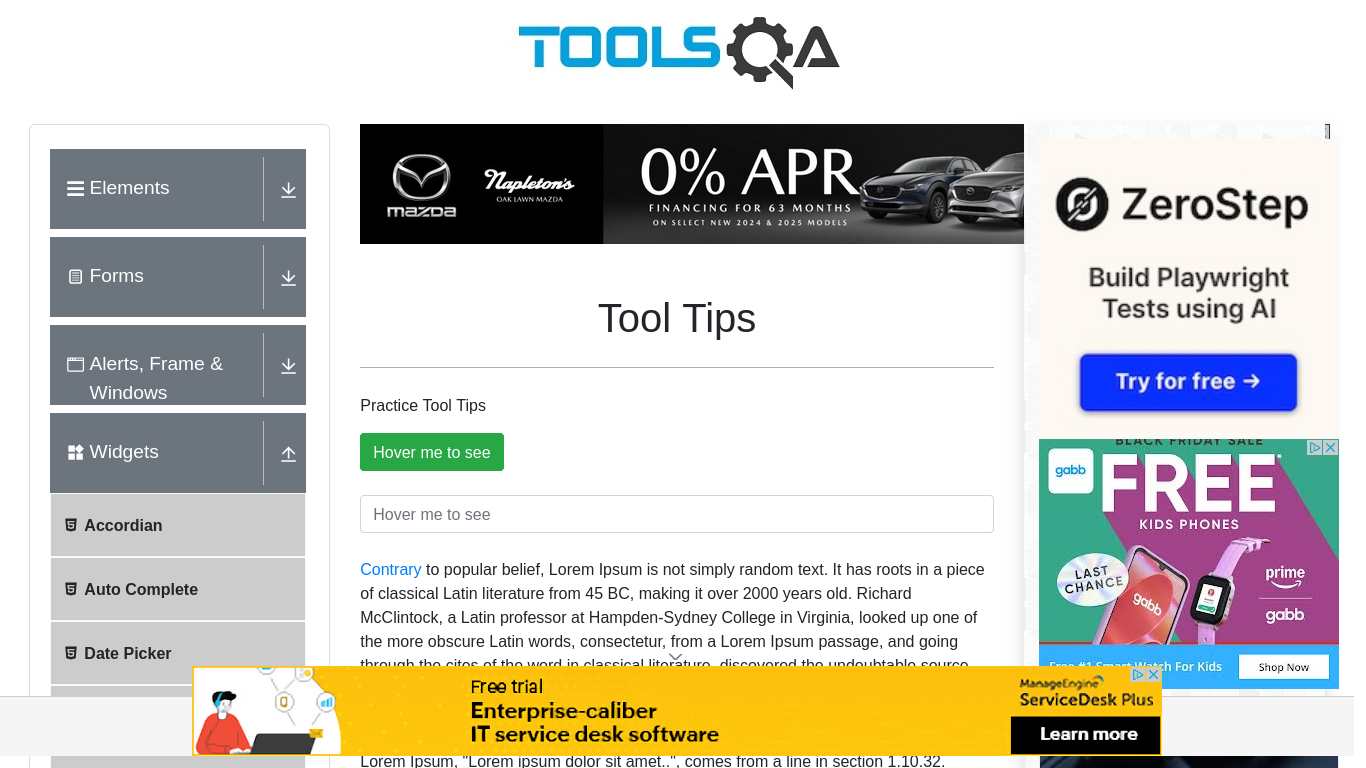 TOOLSQA
Elements
Forms
Alerts, Frame &
Windows
Widgets
Accordian
Auto Complete
Date Picker
mazda
Napleton's
OAK LAWN MAZDA
0% APR
FINANCING FOR 63 MONTHS
ON SELECT NEW 2024 & 2025 MODELS
Tool Tips
Practice Tool Tips
Hover me to see
Hover me to see
Contrary to popular belief, Lorem Ipsum is not simply random text. It has roots in a piece
of classical Latin literature from 45 BC, making it over 2000 years old. Richard
McClintock, a Latin professor at Hampden-Sydney College in Virginia, looked up one of
the more obscure Latin words, consectetur, from a Lorem Ipsum passage, and going
through the cites of the word in classical literature, discovered the undoubtable source.
Lorem Ipsum, "Lorem ipsum dolor sit amet..", comes from a line in section 1.10.32.
ZeroStep
Build Playwright
Tests using AI
Try for free →
BLACK FRIDAY SALE
gabb
FREE
KIDS PHONES
LAST
CHANCE
gabb
prime
gabb
Free #1 Smart Watch For Kids
Shop Now
Free trial
Enterprise-caliber
IT service desk software
ManageEngine
ServiceDesk Plus
Learn more